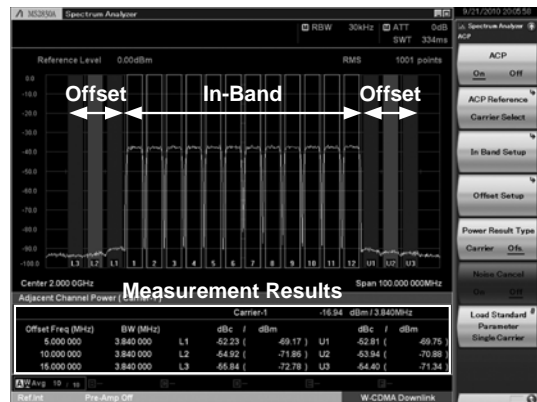 MS2830A Spectrum Analyzer 9/21/2010 20:05:58
RBW 30kHz ATT 0dB
SWT 334ms
Spectrum Analyzer
ACP
Reference Level 0.00dBm RMS 1001 points
ACP
On Off
0.0
-10.0
-20.0
-30.0
-40.0
-50.0
-60.0
-70.0
-80.0
-90.0
-100.0
Offset In-Band Offset
ACP Reference
Carrier Select
In Band Setup
Offset Setup
Power Result Type
Carrier Ofs.
Noise Cancel
On Off
Load Standard
Parameter
Single Carrier
L3 L2 L1 1 2 3 4 5 6 7 8 9 10 11 12 U1 U2 U3
Center 2.000 0GHz Span 100.000 000MHz
Measurement Results
Adjacent Channel Power ( Carrier-1 )
Carrier-1 -16.94 dBm / 3.840MHz
Offset Freq (MHz) BW (MHz) dBc / dBm dBc / dBm
5.000 000 3.840 000 L1 -52.23 ( -69.17 ) U1 -52.81 ( -69.75 )
10.000 000 3.840 000 L2 -54.92 ( -71.86 ) U2 -53.94 ( -70.88 )
15.000 000 3.840 000 L3 -55.84 ( -72.78 ) U3 -54.40 ( -71.34 )
Avg 10 / 10
Ref.Int Pre-Amp Off W-CDMA Downlink